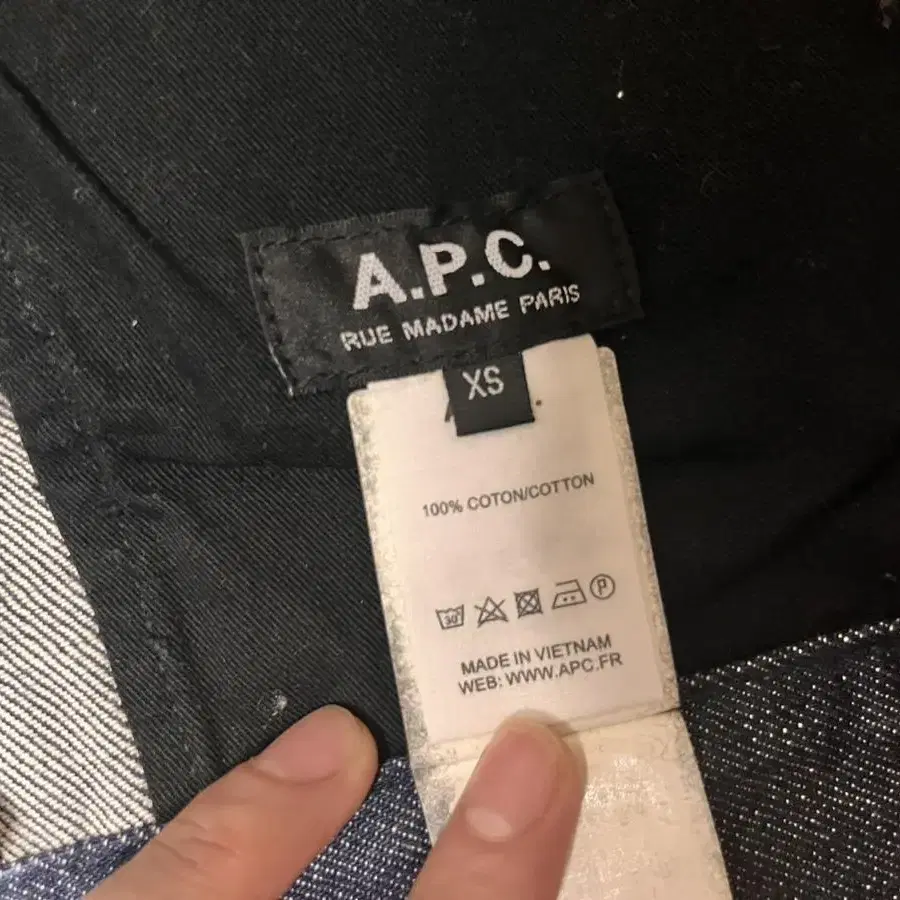 A.P.C.
RUE MADAME PARIS
XS
100% COTON/COTTON
30°
P
MADE IN VIETNAM
WEB: WWW.APC.FR